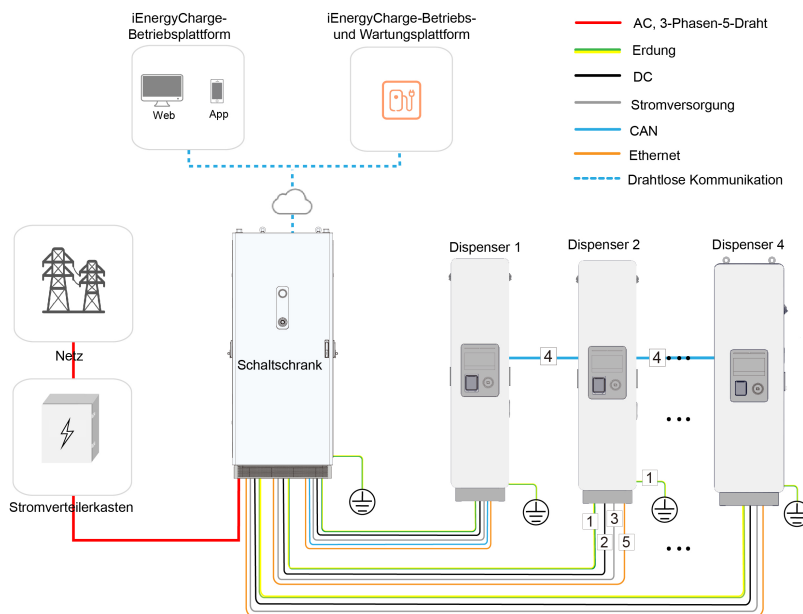 iEnergyCharge-
Betriebsplattform
iEnergyCharge-Betriebs-
und Wartungsplattform
Web
App
AC, 3-Phasen-5-Draht
Erdung
DC
Stromversorgung
CAN
Ethernet
Drahtlose Kommunikation
Netz
Stromverteilerkasten
Schaltschrank
Dispenser 1
Dispenser 2
Dispenser 4
4
4
1
1
3
2
5